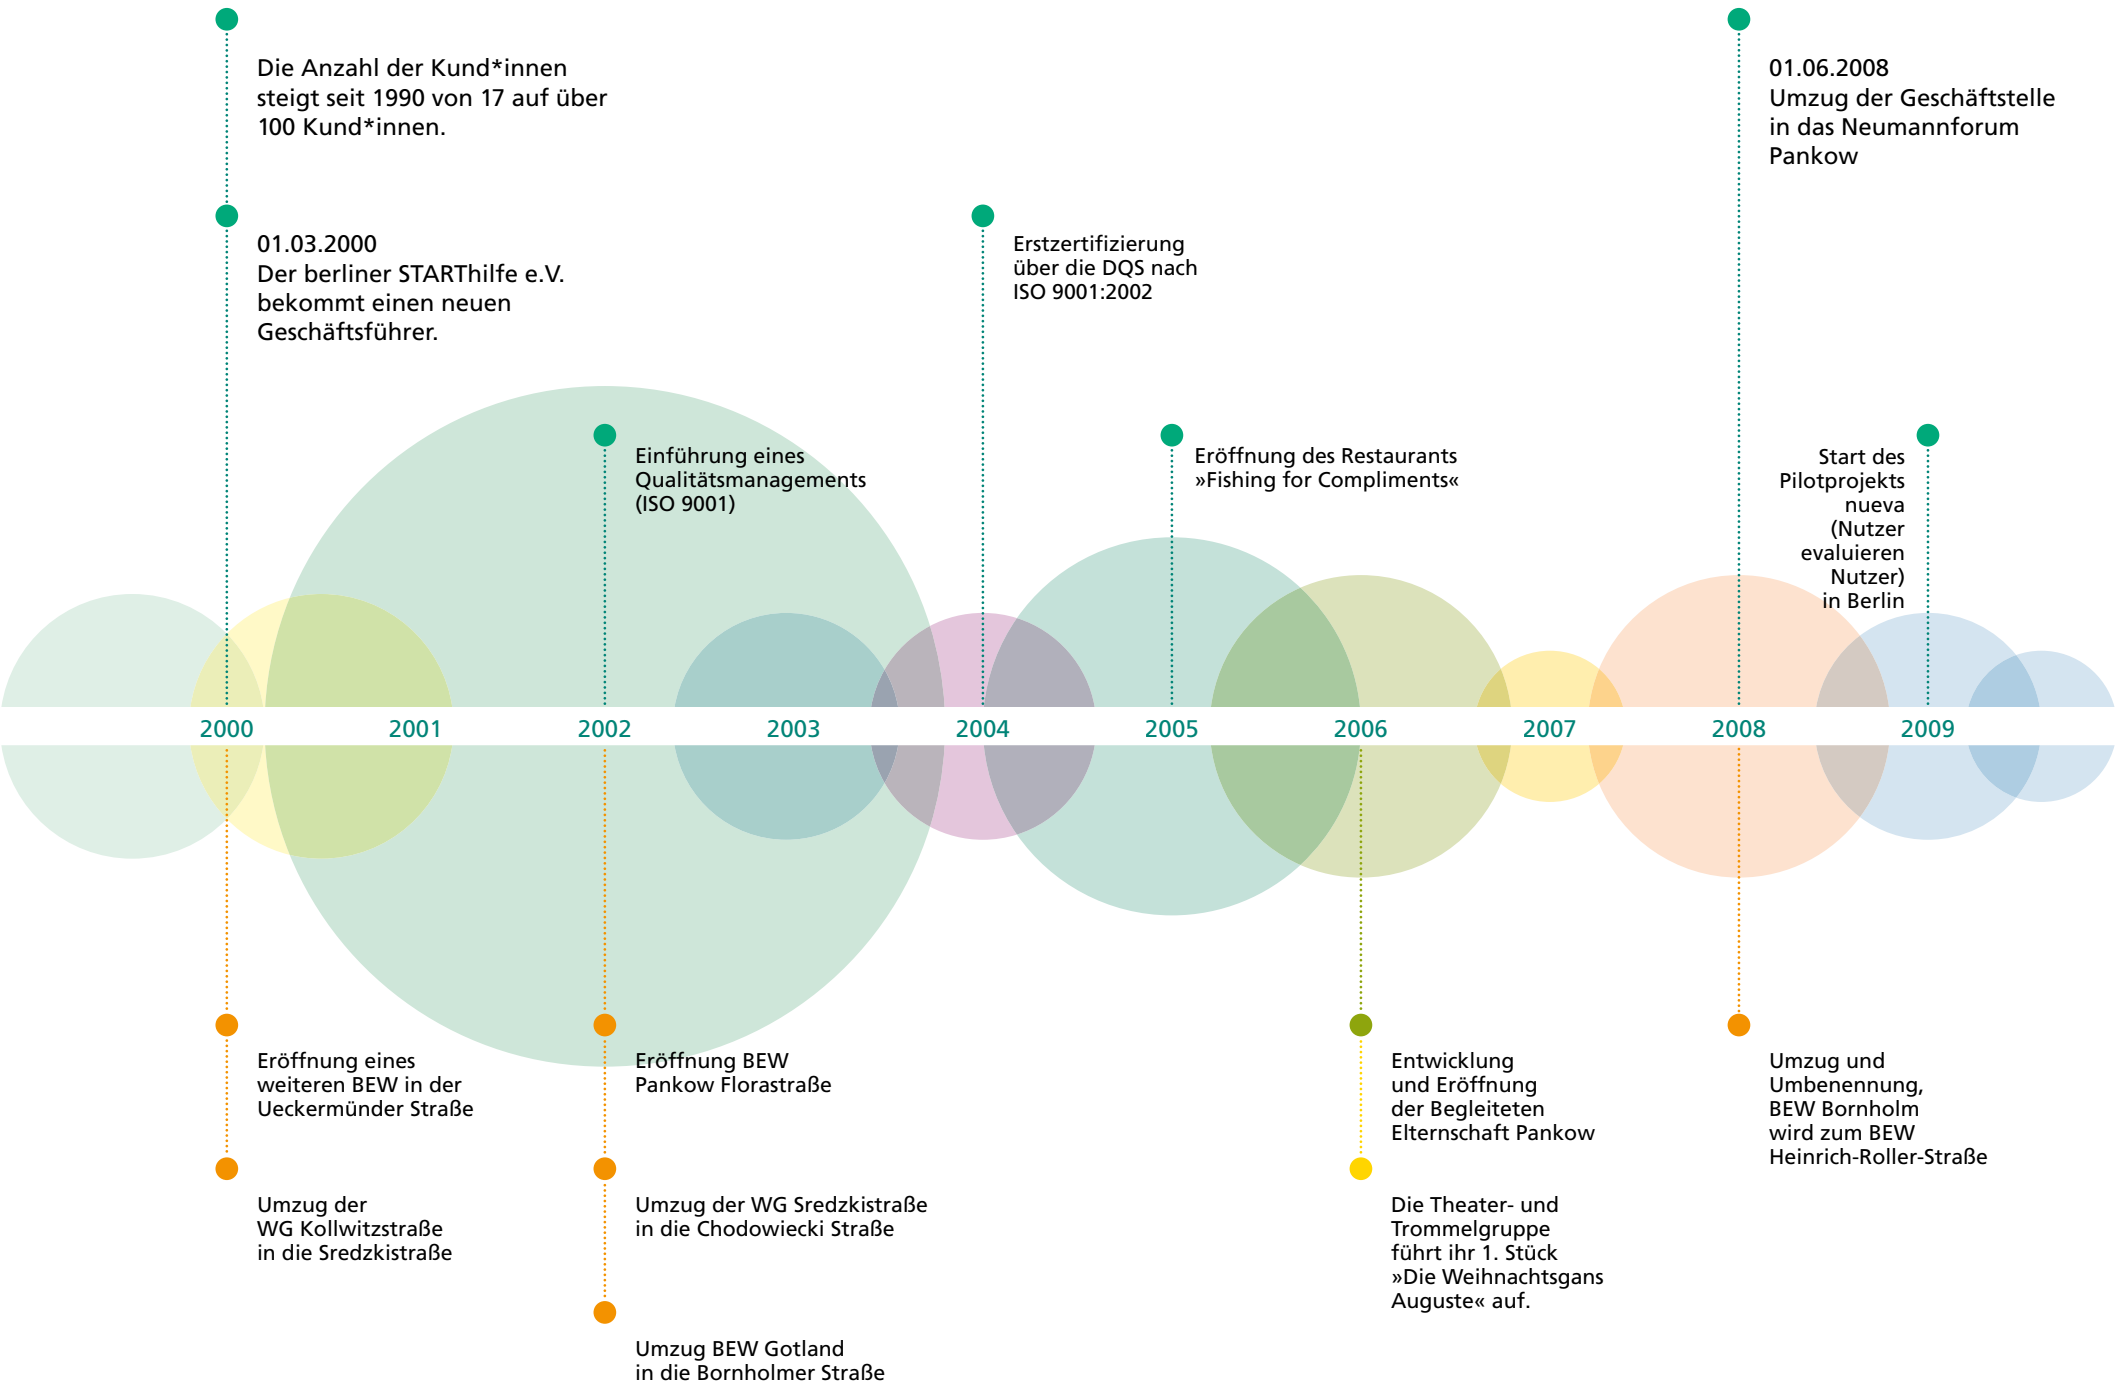 Die Anzahl der Kund*innen
steigt seit 1990 von 17 auf über
100 Kund*innen.
01.03.2000
Der berliner STARThilfe e.V.
bekommt einen neuen
Geschäftsführer.
Einführung eines
Qualitätsmanagements
(ISO 9001)
Erstzertifizierung
über die DQS nach
ISO 9001:2002
Eröffnung des Restaurants
»Fishing for Compliments«
01.06.2008
Umzug der Geschäftstelle
in das Neumannforum
Pankow
Start des
Pilotprojekts
nueva
(Nutzer
evaluieren
Nutzer)
in Berlin
2000 2001 2002 2003 2004 2005 2006 2007 2008 2009
Eröffnung eines
weiteren BEW in der
Ueckermünder Straße
Umzug der
WG Kollwitzstraße
in die Sredzkistraße
Eröffnung BEW
Pankow Florastraße
Umzug der WG Sredzkistraße
in die Chodowiecki Straße
Umzug BEW Gotland
in die Bornholmer Straße
Entwicklung
und Eröffnung
der Begleiteten
Elternschaft Pankow
Die Theater- und
Trommelgruppe
führt ihr 1. Stück
»Die Weihnachtsgans
Auguste« auf.
Umzug und
Umbenennung,
BEW Bornholm
wird zum BEW
Heinrich-Roller-Straße